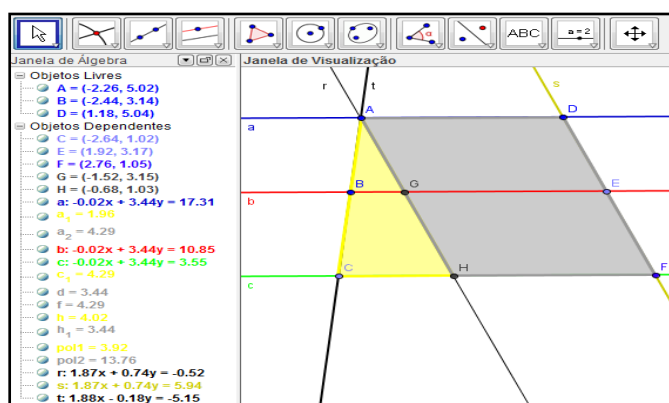 ABC
a=2
α
Janela de Álgebra
Janela de Visualização
Objetos Livres
A = (-2.26, 5.02)
B = (-2.44, 3.14)
D = (1.18, 5.04)
Objetos Dependentes
C = (-2.64, 1.02)
E = (1.92, 3.17)
F = (2.76, 1.05)
G = (-1.52, 3.15)
H = (-0.68, 1.03)
a: -0.02x + 3.44y = 17.31
a₁ = 1.96
a₂ = 4.29
b: -0.02x + 3.44y = 10.85
c: -0.02x + 3.44y = 3.55
c₁ = 4.29
d = 3.44
f = 4.29
h = 4.02
h₁ = 3.44
pol1 = 3.92
pol2 = 13.76
r: 1.87x + 0.74y = -0.52
s: 1.87x + 0.74y = 5.94
t: 1.88x - 0.18y = -5.15
r
t
s
A
D
a
B
G
E
b
C
H
F
c